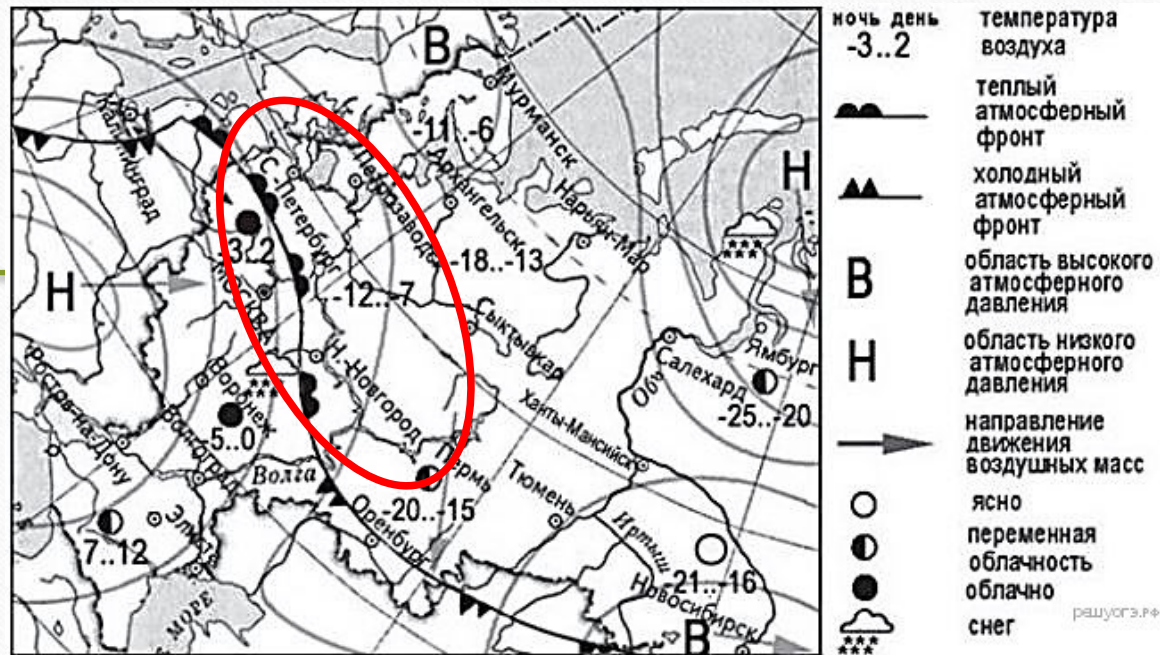 В
Мурманск
Калининград
-11..-6
С.-Петербург
Петрозаводск
Архангельск
Нарьян-Мар
Н
-3..2
-18..-13
Н
МОСКВА
-12..-7
Сыктывкар
Ямбург
Салехард
Обь
Н.-Новгород
Воронеж
Ростов-на-Дону
Ханты-Мансийск
-25..-20
5..0
Волгоград
Волга
Пермь
Тюмень
-20..-15
Оренбург
Иртыш
Элиста
7..12
-21..-16
Новосибирск
МОРЕ
В
ночь день
-3..2
температура
воздуха
теплый
атмосферный
фронт
холодный
атмосферный
фронт
В
область высокого
атмосферного
давления
Н
область низкого
атмосферного
давления
направление
движения
воздушных масс
ясно
переменная
облачность
облачно
снег
решуогэ.рф